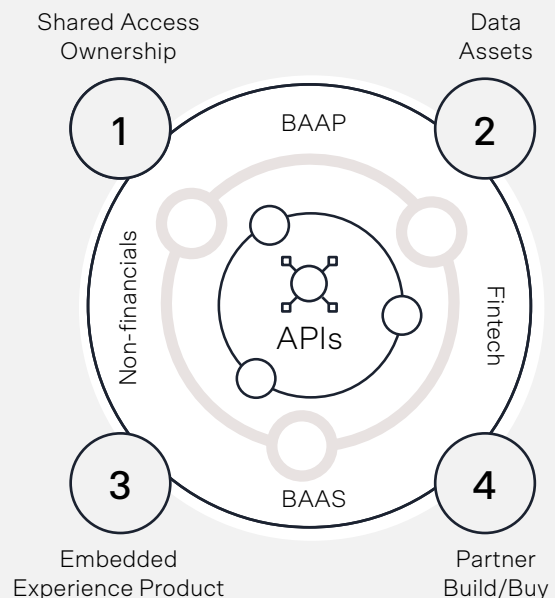 Shared Access
Ownership
Data
Assets
1
2
BAAP
Non-financials
Fintech
APIs
3
4
BAAS
Embedded
Experience Product
Partner
Build/Buy